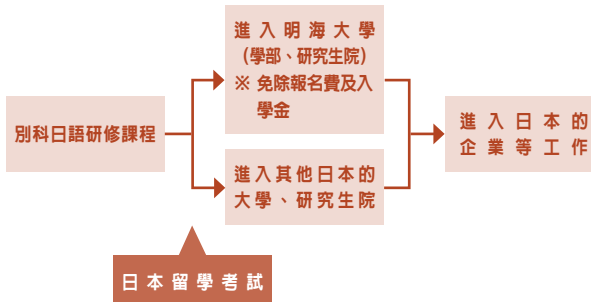 別科日語研修課程
進入明海大學
（學部、研究生院）
※ 免除報名費及入
學金
進入其他日本的
大學、研究生院
進入日本的
企業等工作
日本留學考試